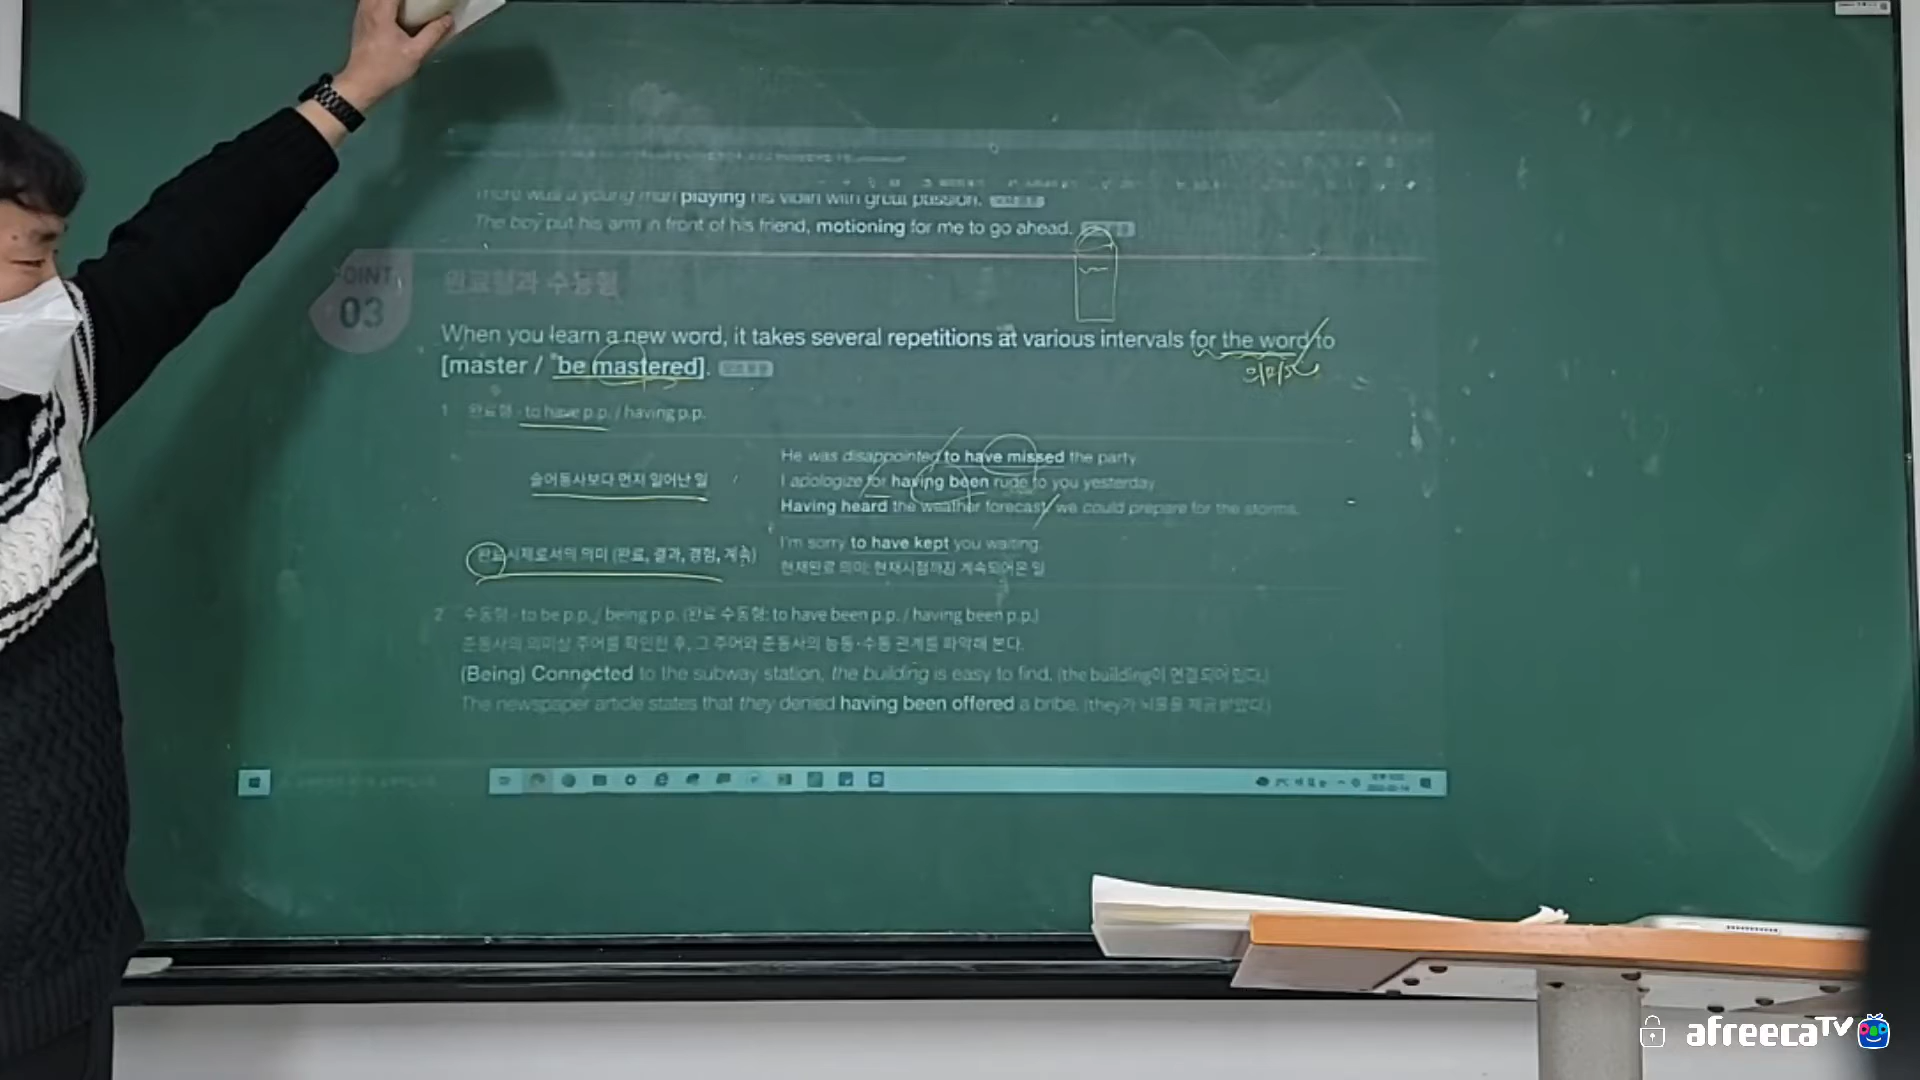 There was a young man playing his violin with great passion.
The boy put his arm in front of his friend, motioning for me to go ahead.
POINT
03
완료형과 수동형
When you learn a new word, it takes several repetitions at various intervals for the word to
[master / be mastered].
의미상
1 완료형 - to have p.p. / having p.p.
술어동사보다 먼저 일어난 일
He was disappointed to have missed the party.
I apologize for having been rude to you yesterday.
Having heard the weather forecast, we could prepare for the storms.
완료시제로서의 의미 (완료, 결과, 경험, 계속)
I'm sorry to have kept you waiting.
현재완료 의미: 현재시점까지 계속되어온 일
2 수동형 - to be p.p. / being p.p. (완료 수동형: to have been p.p. / having been p.p.)
준동사의 의미상 주어를 확인한 후, 그 주어와 준동사의 능동·수동 관계를 파악해 본다.
(Being) Connected to the subway station, the building is easy to find. (the building이 연결되어 있다.)
The newspaper article states that they denied having been offered a bribe. (they가 뇌물을 제공받았다.)
afreecaTV